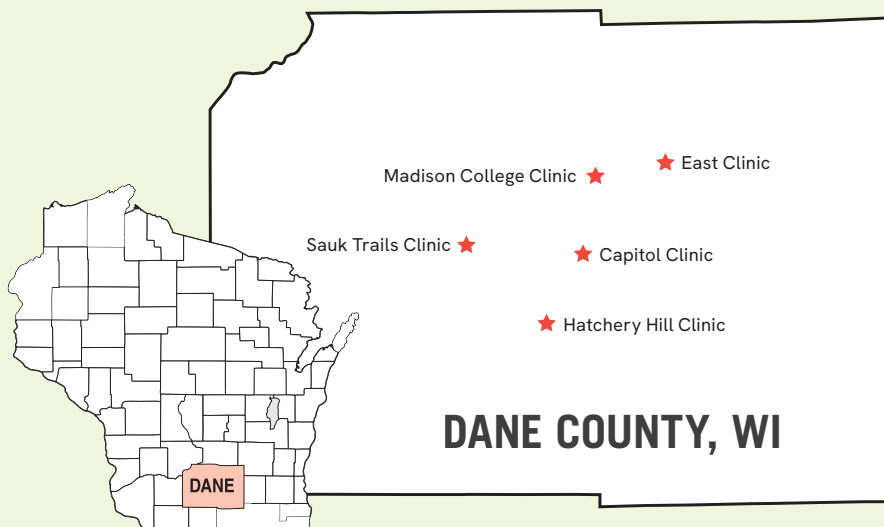 East Clinic
Madison College Clinic
Sauk Trails Clinic
Capitol Clinic
Hatchery Hill Clinic
DANE COUNTY, WI
DANE